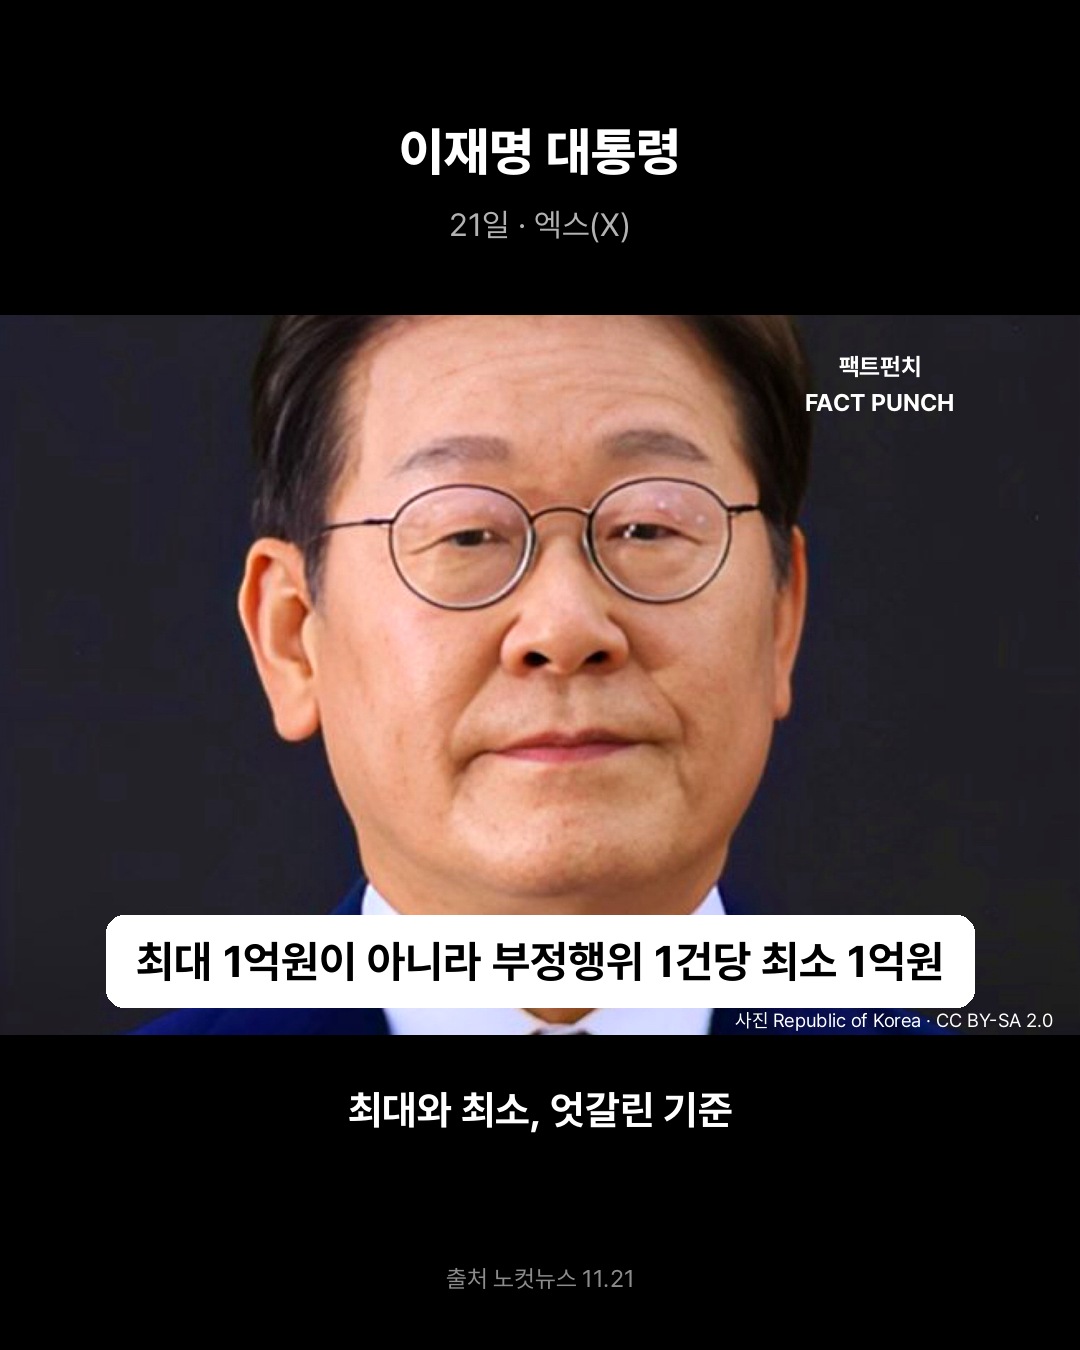 이재명 대통령
21일 · 엑스(X)
팩트펀치
FACT PUNCH
최대 1억원이 아니라 부정행위 1건당 최소 1억원
사진 Republic of Korea · CC BY-SA 2.0
최대와 최소, 엇갈린 기준
출처 노컷뉴스 11.21